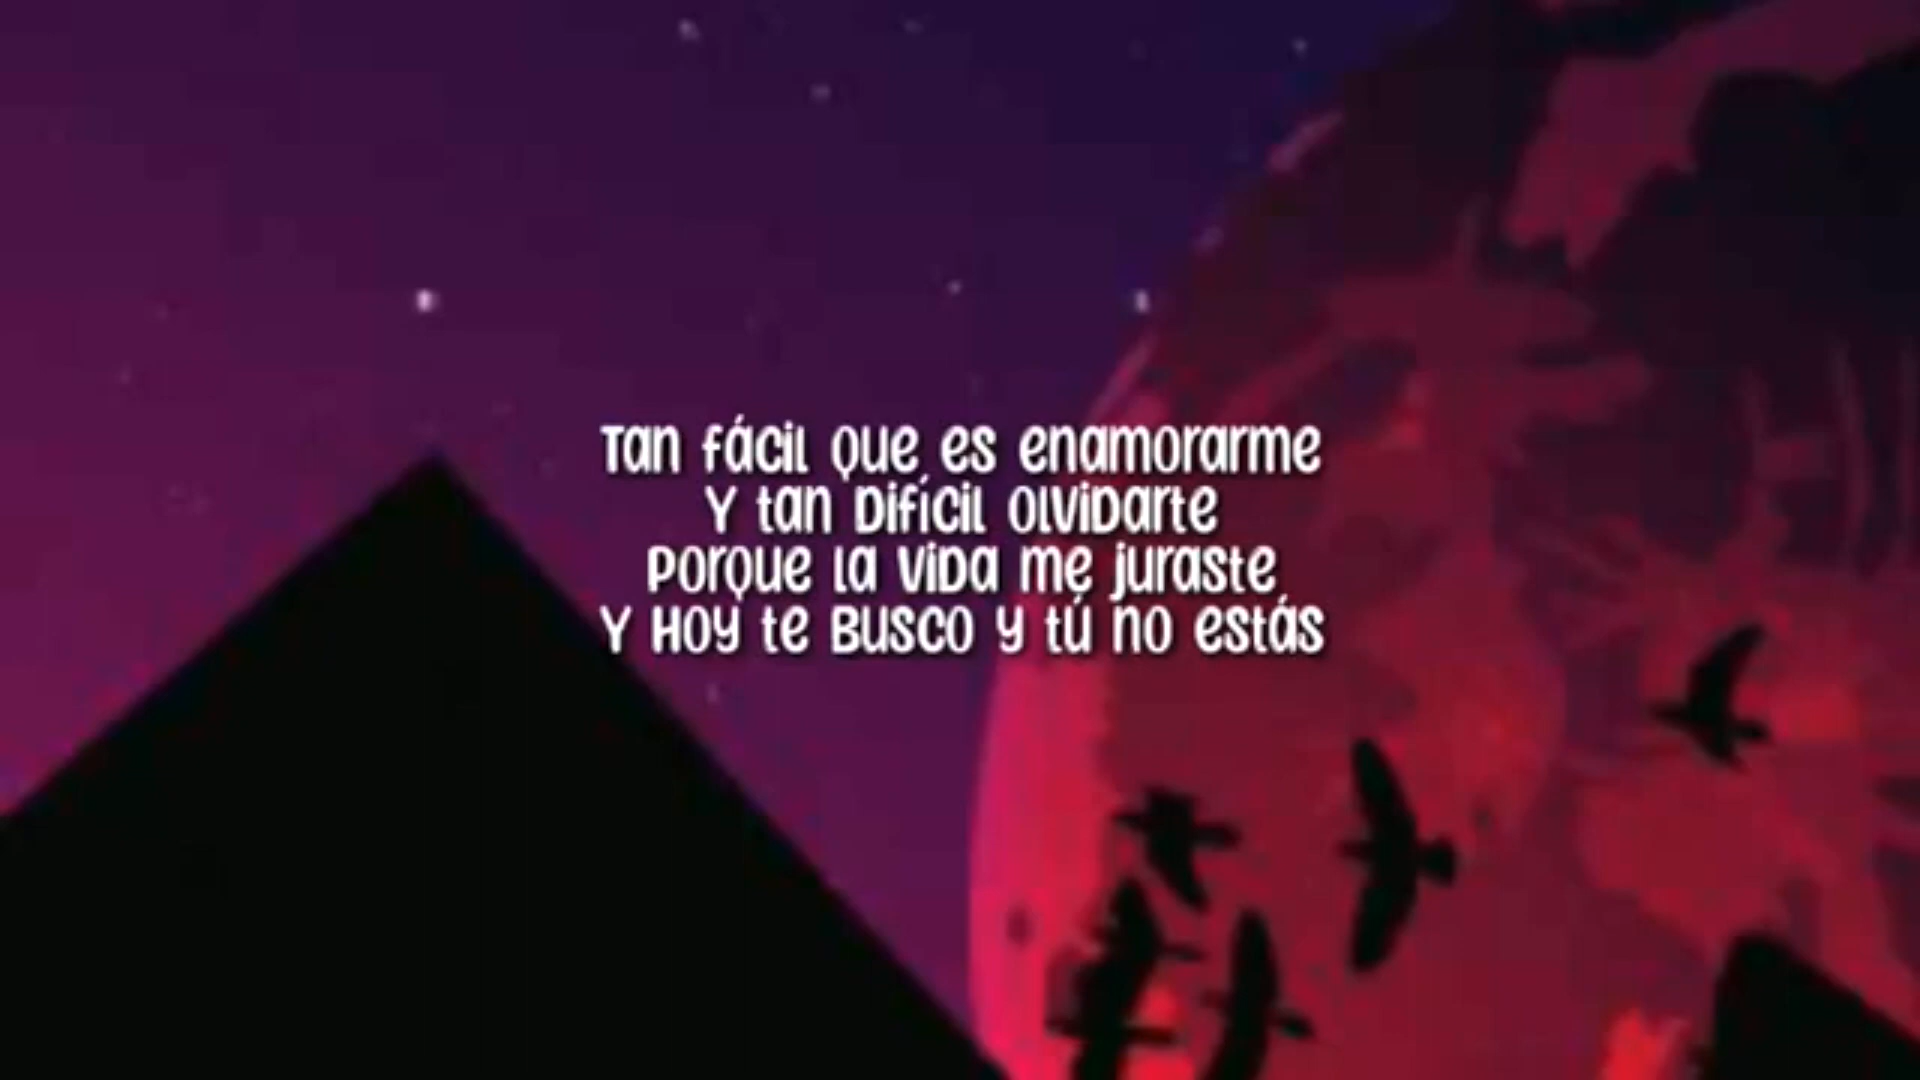 Tan fácil que es enamorarme
Y tan difícil olvidarte
Porque la vida me juraste
Y hoy te busco y tú no estás